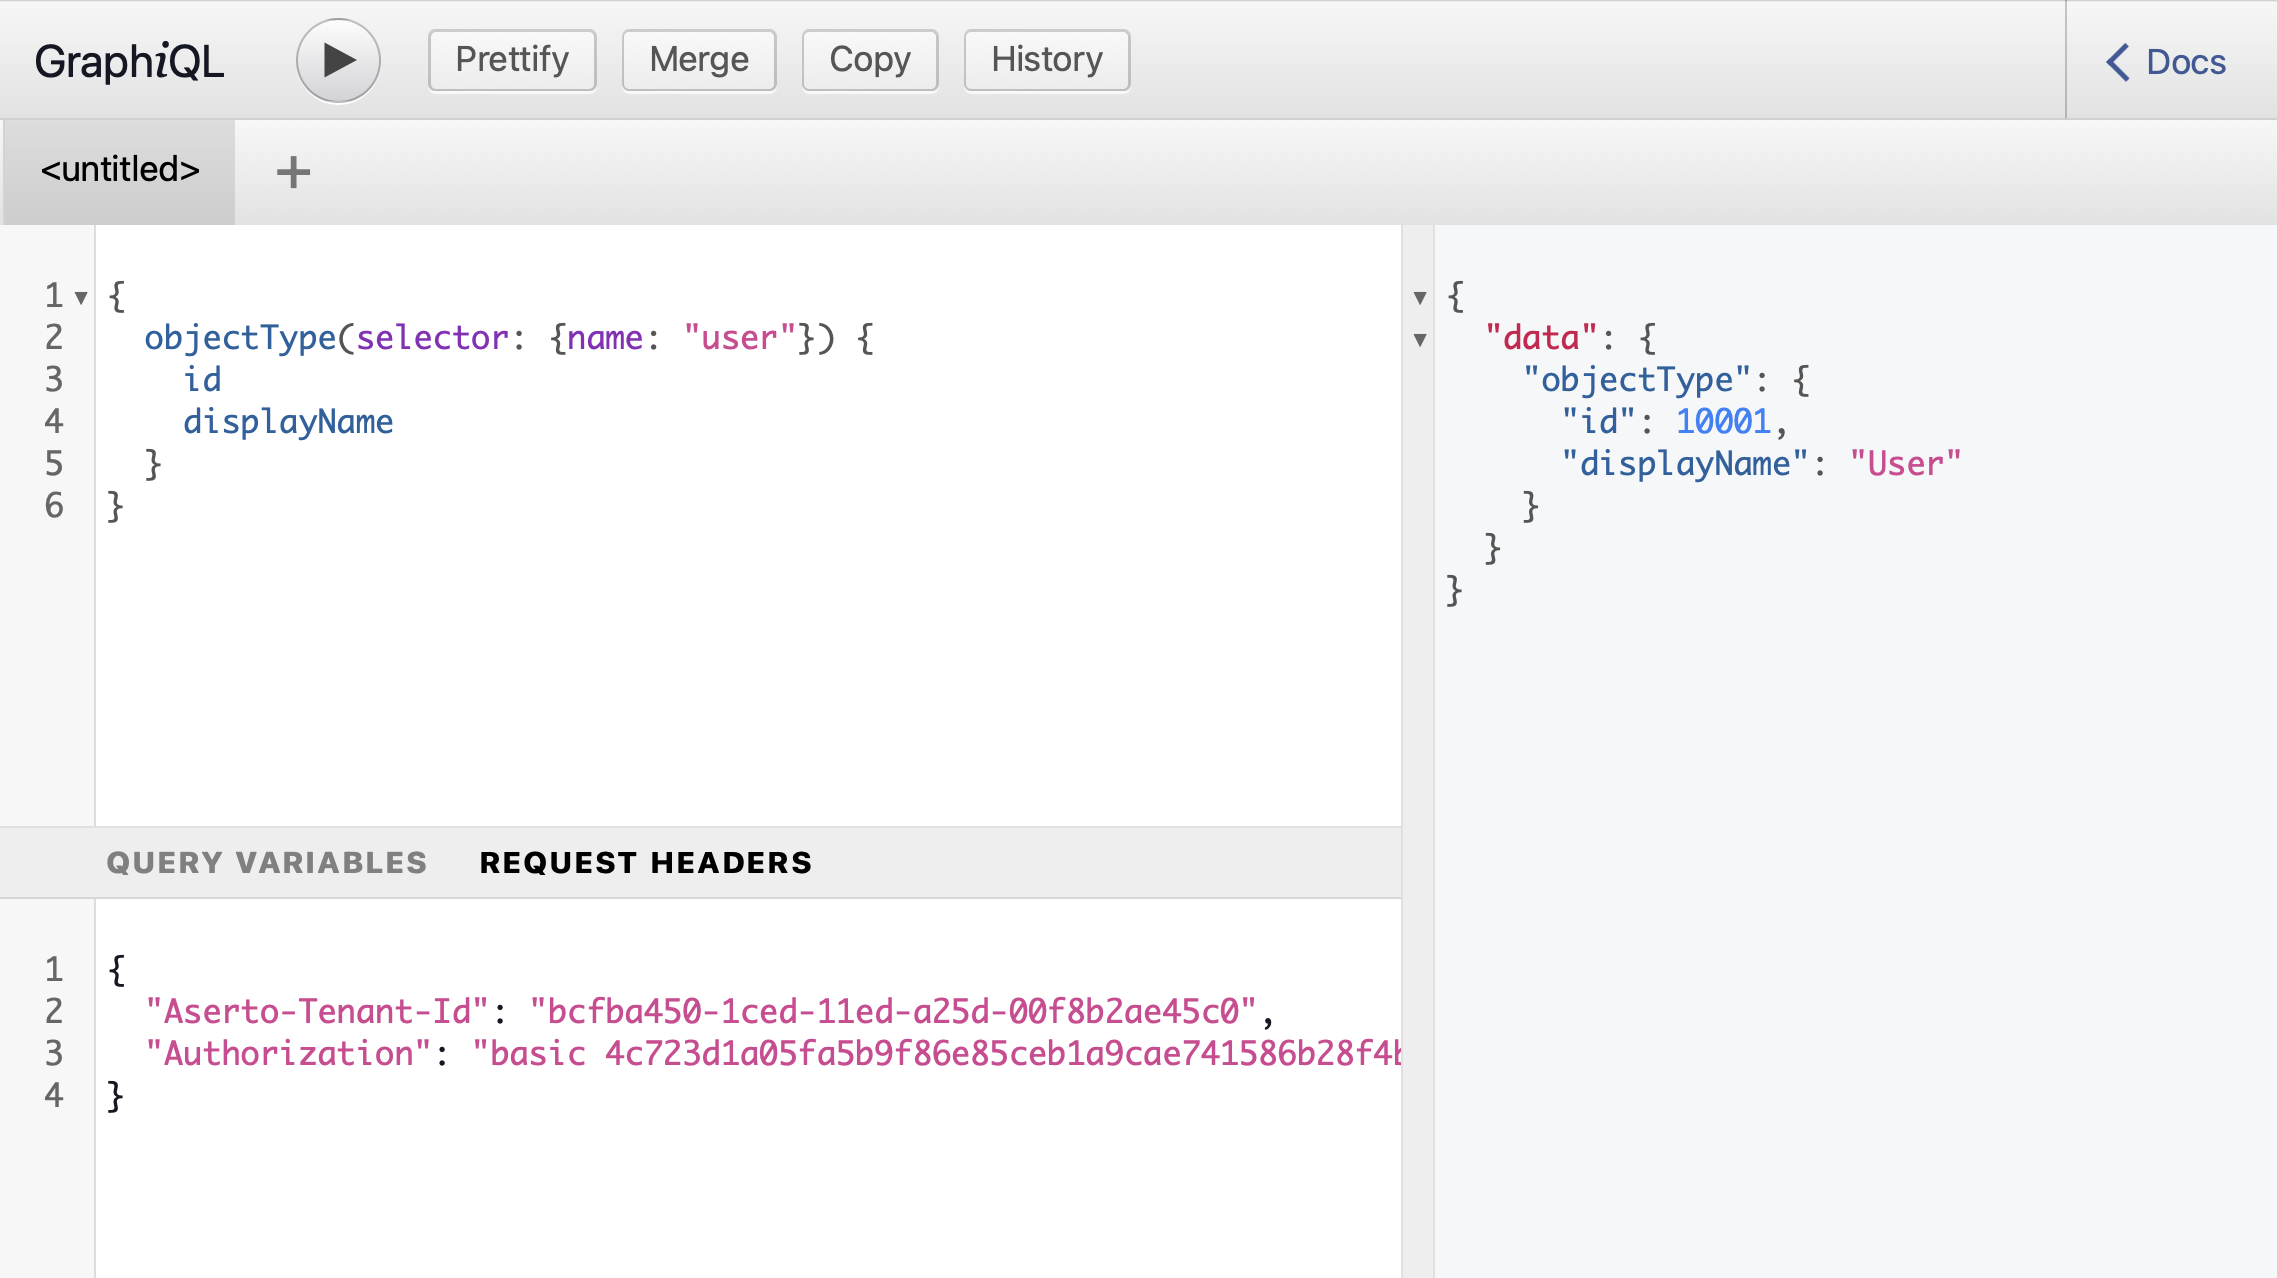 GraphiQL Prettify Merge Copy History Docs
<untitled> +
1 {
2 objectType(selector: {name: "user"}) {
3 id
4 displayName
5 }
6 }
{
"data": {
"objectType": {
"id": 10001,
"displayName": "User"
}
}
}
QUERY VARIABLES REQUEST HEADERS
1 {
2 "Aserto-Tenant-Id": "bcfba450-1ced-11ed-a25d-00f8b2ae45c0",
3 "Authorization": "basic 4c723d1a05fa5b9f86e85ceb1a9cae741586b28f4b
4 }